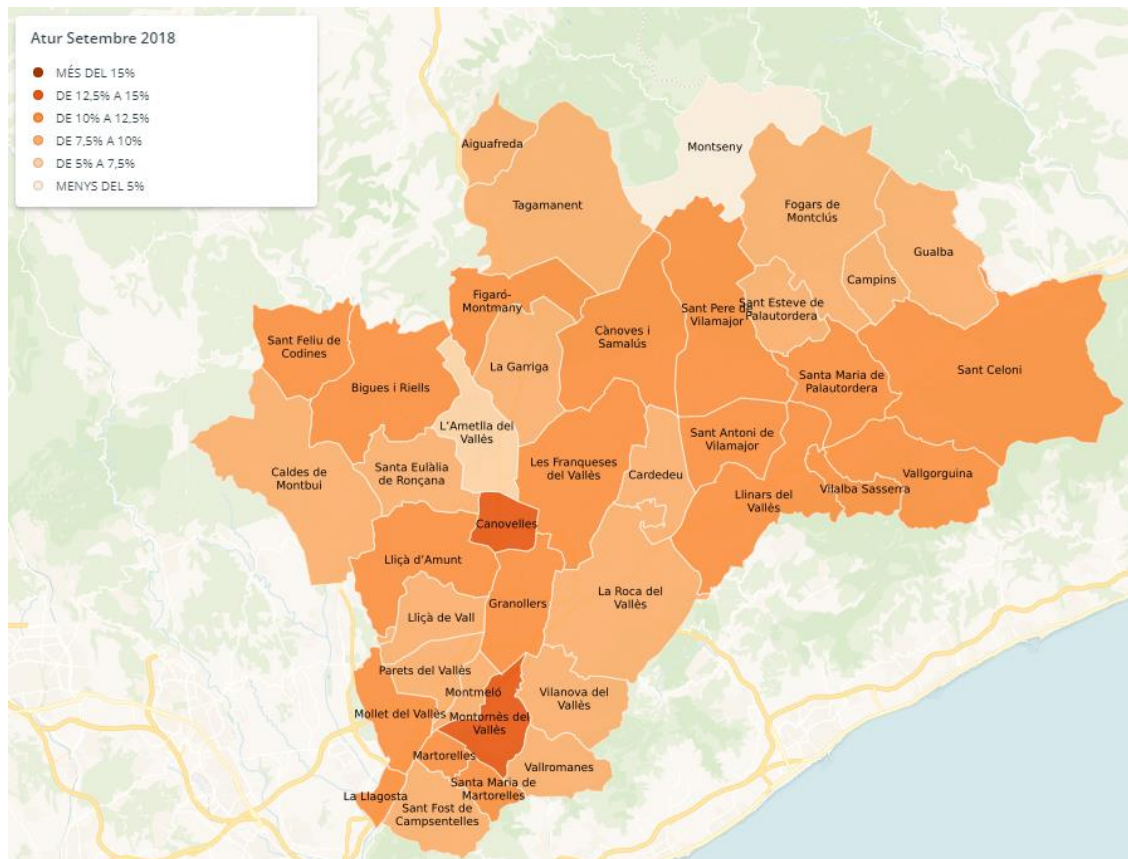 Atur Setembre 2018
MÉS DEL 15%
DE 12,5% A 15%
DE 10% A 12,5%
DE 7,5% A 10%
DE 5% A 7,5%
MENYS DEL 5%
Aiguafreda
Montseny
Tagamanent
Fogars de
Montclús
Gualba
Campins
Figaró-
Montmany
Sant Pere de
Vilamajor
Sant Esteve de
Palautordera
Cànoves i
Samalús
Sant Feliu de
Codines
La Garriga
Bigues i Riells
Santa Maria de
Palautordera
Sant Celoni
L'Ametlla del
Vallès
Sant Antoni de
Vilamajor
Caldes de
Montbui
Santa Eulàlia
de Ronçana
Les Franqueses
del Vallès
Cardedeu
Vallgorguina
Vilalba Sasserra
Llinars del
Vallès
Canovelles
Lliçà d'Amunt
La Roca del
Vallès
Granollers
Lliçà de Vall
Parets del Vallès
Montmeló
Vilanova del
Vallès
Mollet del Vallès
Montornès del
Vallès
Martorelles
Vallromanes
Santa Maria de
Martorelles
La Llagosta
Sant Fost de
Campsentelles